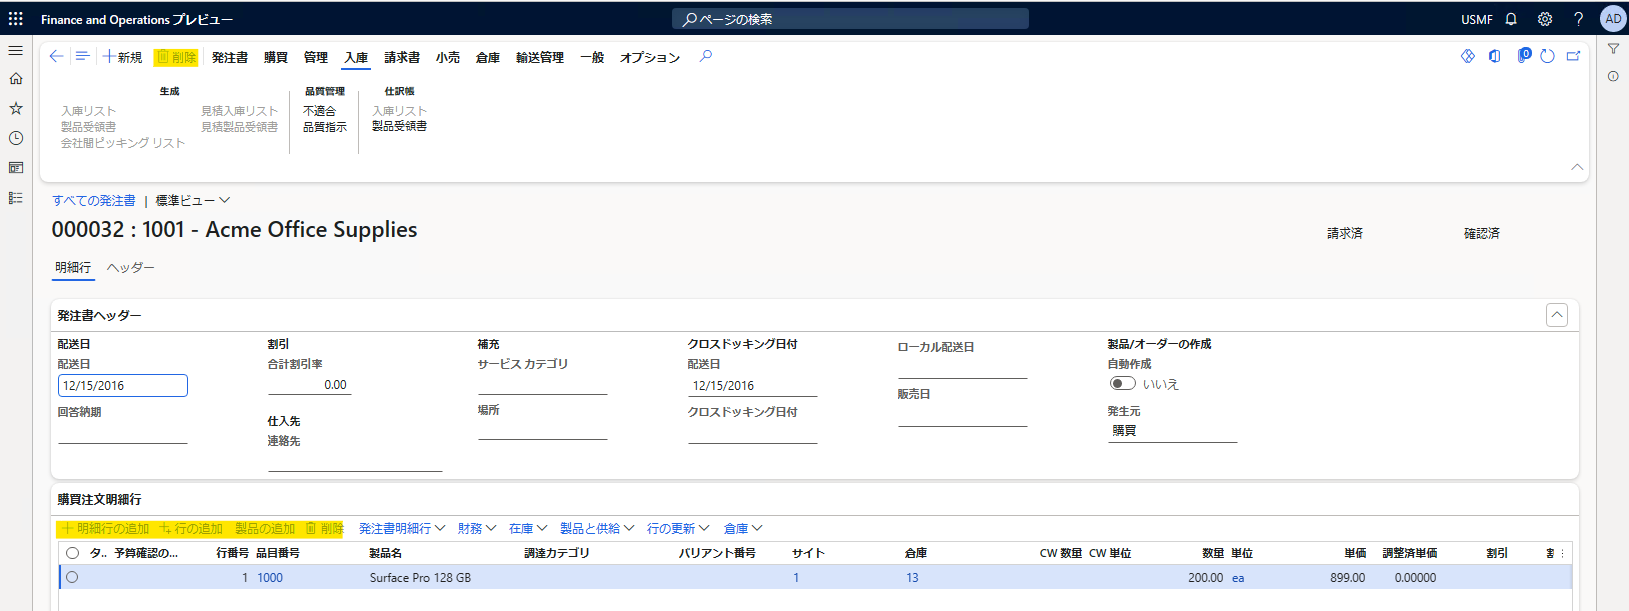 Finance and Operations プレビュー
ページの検索
USMF
AD
新規 削除 発注書 購買 管理 入庫 請求書 小売 倉庫 輸送管理 一般 オプション
0
生成 品質管理 仕訳帳
入庫リスト 見積入庫リスト 不適合 入庫リスト
製品受領書 見積製品受領書 品質指示 製品受領書
会社間ピッキング リスト
すべての発注書 | 標準ビュー
000032 : 1001 - Acme Office Supplies
請求済 確認済
明細行 ヘッダー
発注書ヘッダー
配送日 割引 補充 クロスドッキング日付 ローカル配送日 製品/オーダーの作成
配送日 合計割引率 サービス カテゴリ 配送日 自動作成
12/15/2016 0.00 12/15/2016 いいえ
回答納期 仕入先 場所 クロスドッキング日付 販売日 発生元
連絡先 購買
購買注文明細行
明細行の追加 行の追加 製品の追加 削除 発注書明細行 財務 在庫 製品と供給 行の更新 倉庫
タ.. 予算確認の... 行番号 品目番号 製品名 調達カテゴリ バリアント番号 サイト 倉庫 CW 数量 CW 単位 数量 単位 単価 調整済単価 割引 割
1 1000 Surface Pro 128 GB 1 13 200.00 ea 899.00 0.00000